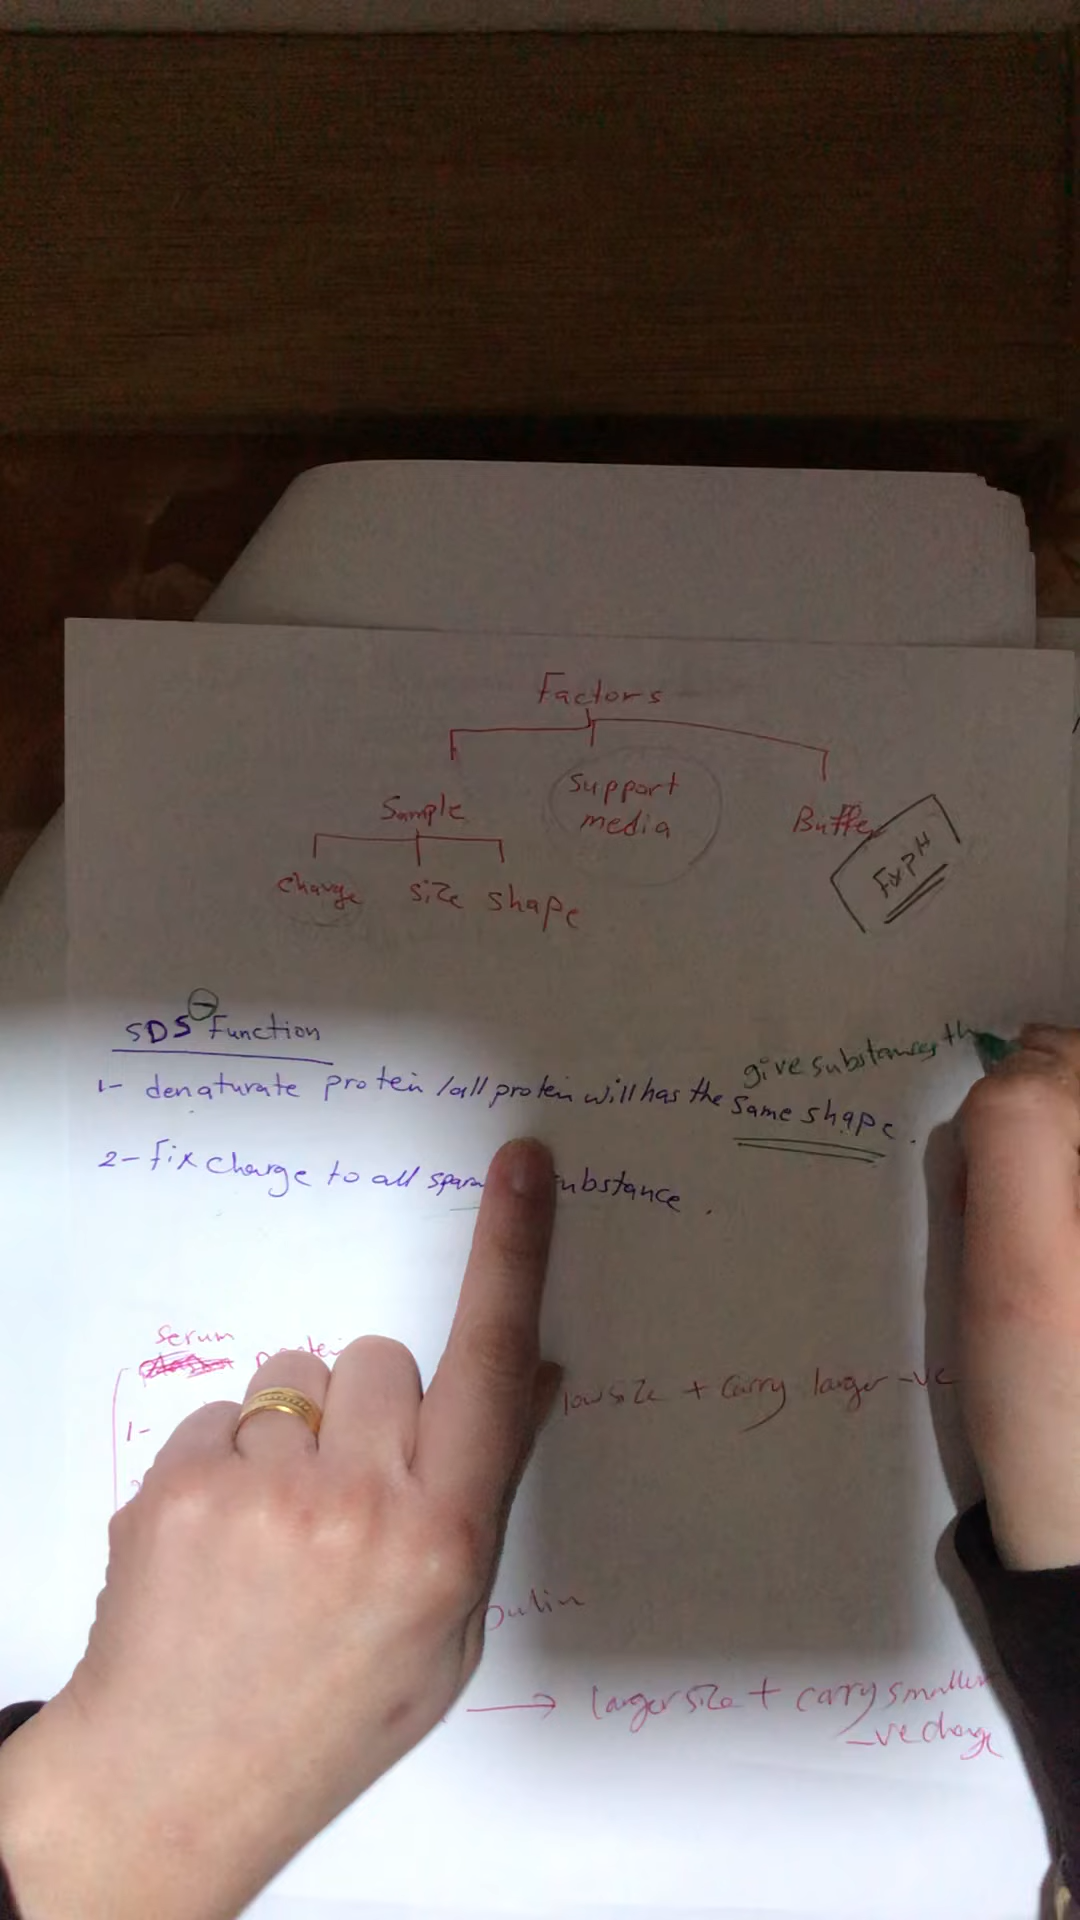 Factors
Sample
Support
media
Buffer
Fix pH
charge size shape
SDS⊖ Function
give substances th
1- denaturate protein /all protein will has the same shape.
2- fix charge to all substance.
serum
1-
low size + carry larger -ve
larger size + carry smaller
-ve charge